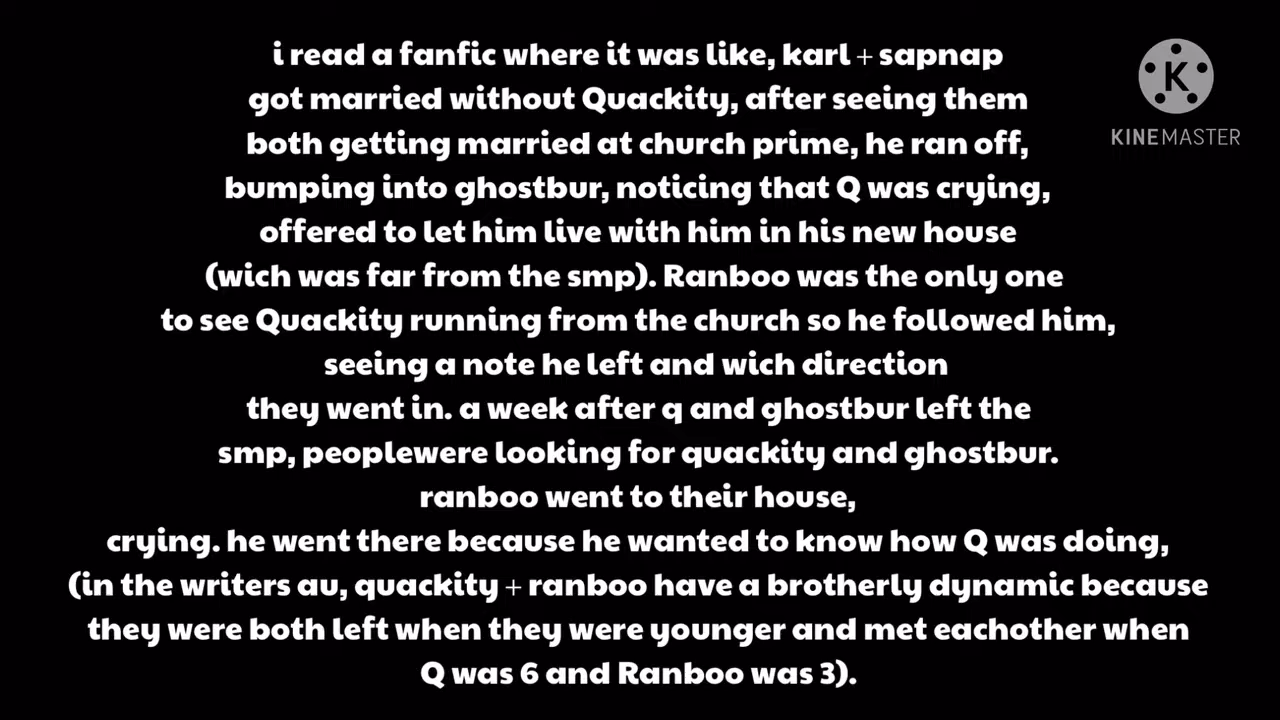 i read a fanfic where it was like, karl + sapnap
got married without Quackity, after seeing them
both getting married at church prime, he ran off,
bumping into ghostbur, noticing that Q was crying,
offered to let him live with him in his new house
(wich was far from the smp). Ranboo was the only one
to see Quackity running from the church so he followed him,
seeing a note he left and wich direction
they went in. a week after q and ghostbur left the
smp, peoplewere looking for quackity and ghostbur.
ranboo went to their house,
crying. he went there because he wanted to know how Q was doing,
(in the writers au, quackity + ranboo have a brotherly dynamic because
they were both left when they were younger and met eachother when
Q was 6 and Ranboo was 3).
K
KINEMASTER